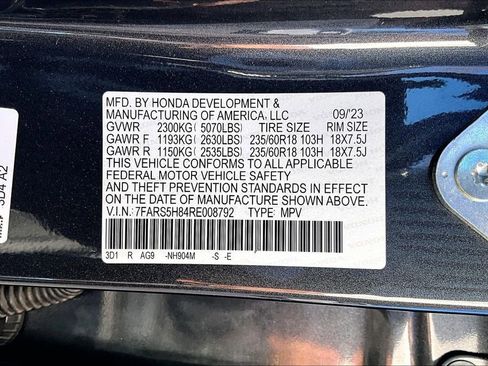 MFD. BY HONDA DEVELOPMENT &
MANUFACTURING OF AMERICA, LLC 09/23
GVWR 2300KG( 5070LBS) TIRE SIZE RIM SIZE
GAWR F 1193KG( 2630LBS) 235/60R18 103H 18X7.5J
GAWR R 1150KG( 2535LBS) 235/60R18 103H 18X7.5J
THIS VEHICLE CONFORMS TO ALL APPLICABLE
FEDERAL MOTOR VEHICLE SAFETY
AND THEFT PREVENTION STANDARDS IN EFFECT
ON THE DATE OF MANUFACTURE SHOWN ABOVE.
V.I.N.: 7FARS5H84RE008792 TYPE: MPV
3D1 R AG9 -NH904M -S -E
3D4 A2